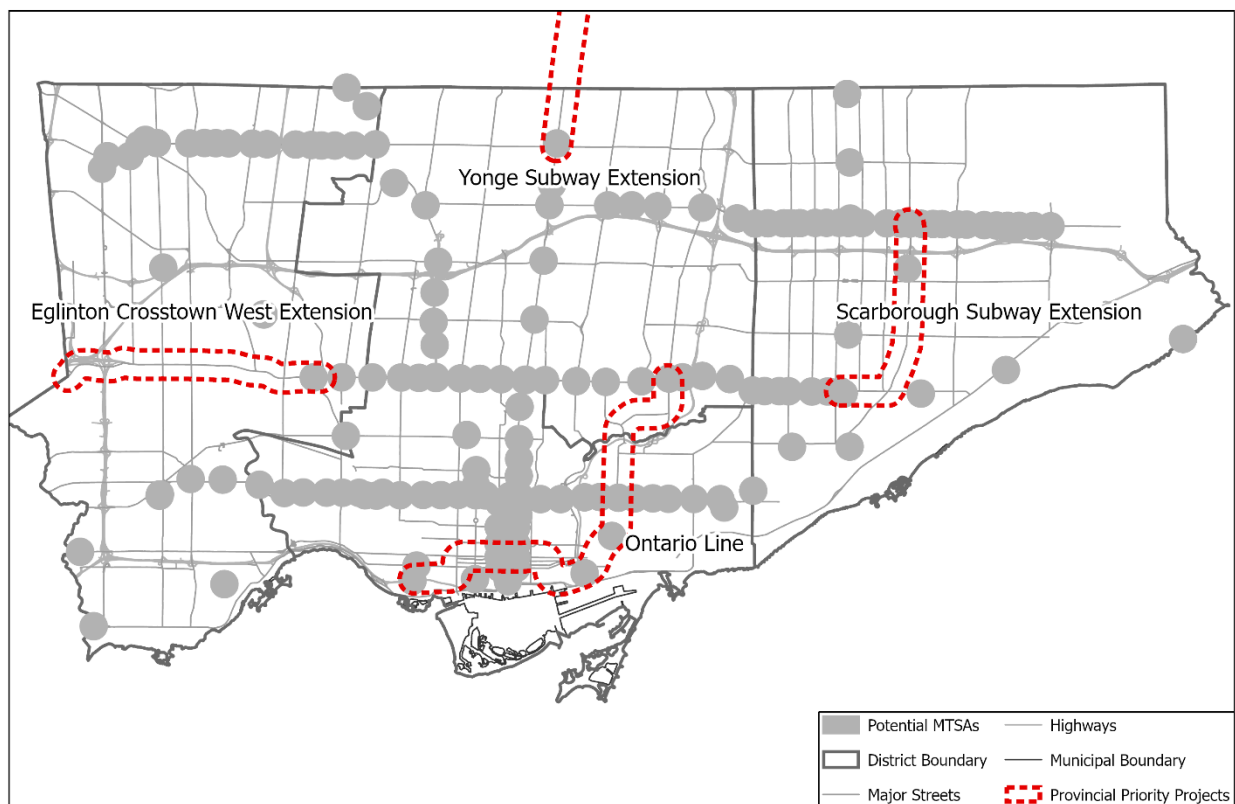 Yonge Subway Extension
Eglinton Crosstown West Extension
Scarborough Subway Extension
Ontario Line
Potential MTSAs
Highways
District Boundary
Municipal Boundary
Major Streets
Provincial Priority Projects